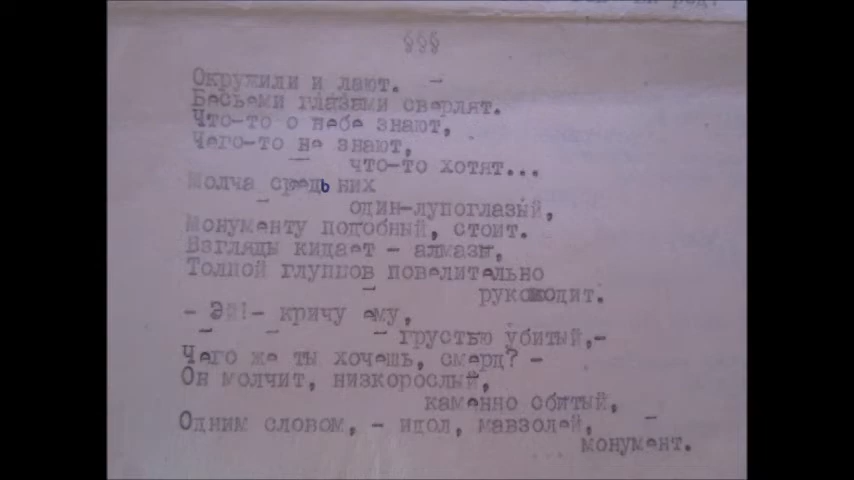 §§§
Окружили и лают.
Бесьеми глазами сверлят.
Что-то о небе знают,
Чего-то не знают,
что-то хотят...
Молча средь них
один-лупоглазый,
Монументу подобный, стоит.
Взгляды кидает - алмазы,
Толпой глупцов повелительно
руководит.
- Эй!- кричу ему,
- грустью убитый,-
Чего же ты хочешь, смерд? -
Он молчит, низкорослый,
каменно сбитый,
Одним словом, - идол, мавзолей,
монумент.